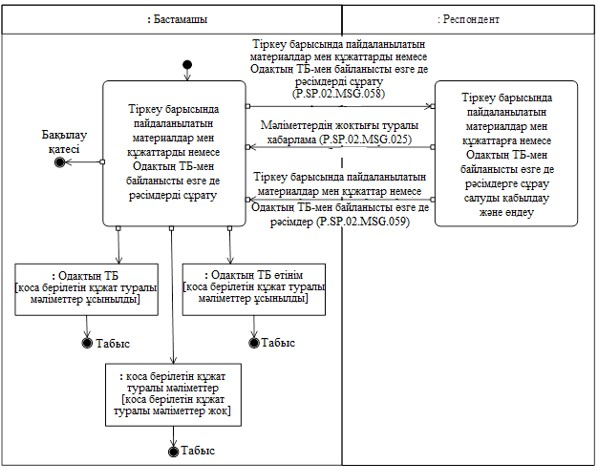 : Бастамашы
: Респондент
Тіркеу барысында пайдаланылатын
материалдар мен құжаттарды немесе
Одақтың ТБ-мен байланысты өзге де
рәсімдерді сұрату
(P.SP.02.MSG.058)
Тіркеу барысында
пайдаланылатын
материалдар мен
құжаттарды немесе
Одақтың ТБ-мен
байланысты өзге де
рәсімдерді сұрату
Бақылау
қатесі
Мәліметтердің жоқтығы туралы
хабарлама (P.SP.02.MSG.025)
Тіркеу барысында пайдаланылатын
материалдар мен құжаттар немесе
Одақтың ТБ-мен байланысты өзге де
рәсімдер (P.SP.02.MSG.059)
Тіркеу барысында
пайдаланылатын
материалдар мен
құжаттарға немесе
Одақтың ТБ-мен
байланысты өзге де
рәсімдерге сұрау
салуды қабылдау
және өңдеу
: Одақтың ТБ
[қоса берілетін құжат туралы
мәліметтер ұсынылды]
Табыс
: Одақтың ТБ өтінім
[қоса берілетін құжат туралы
мәліметтер ұсынылды]
Табыс
: қоса берілетін құжат
туралы мәліметтер
[қоса берілетін құжат
туралы мәліметтер жоқ]
Табыс